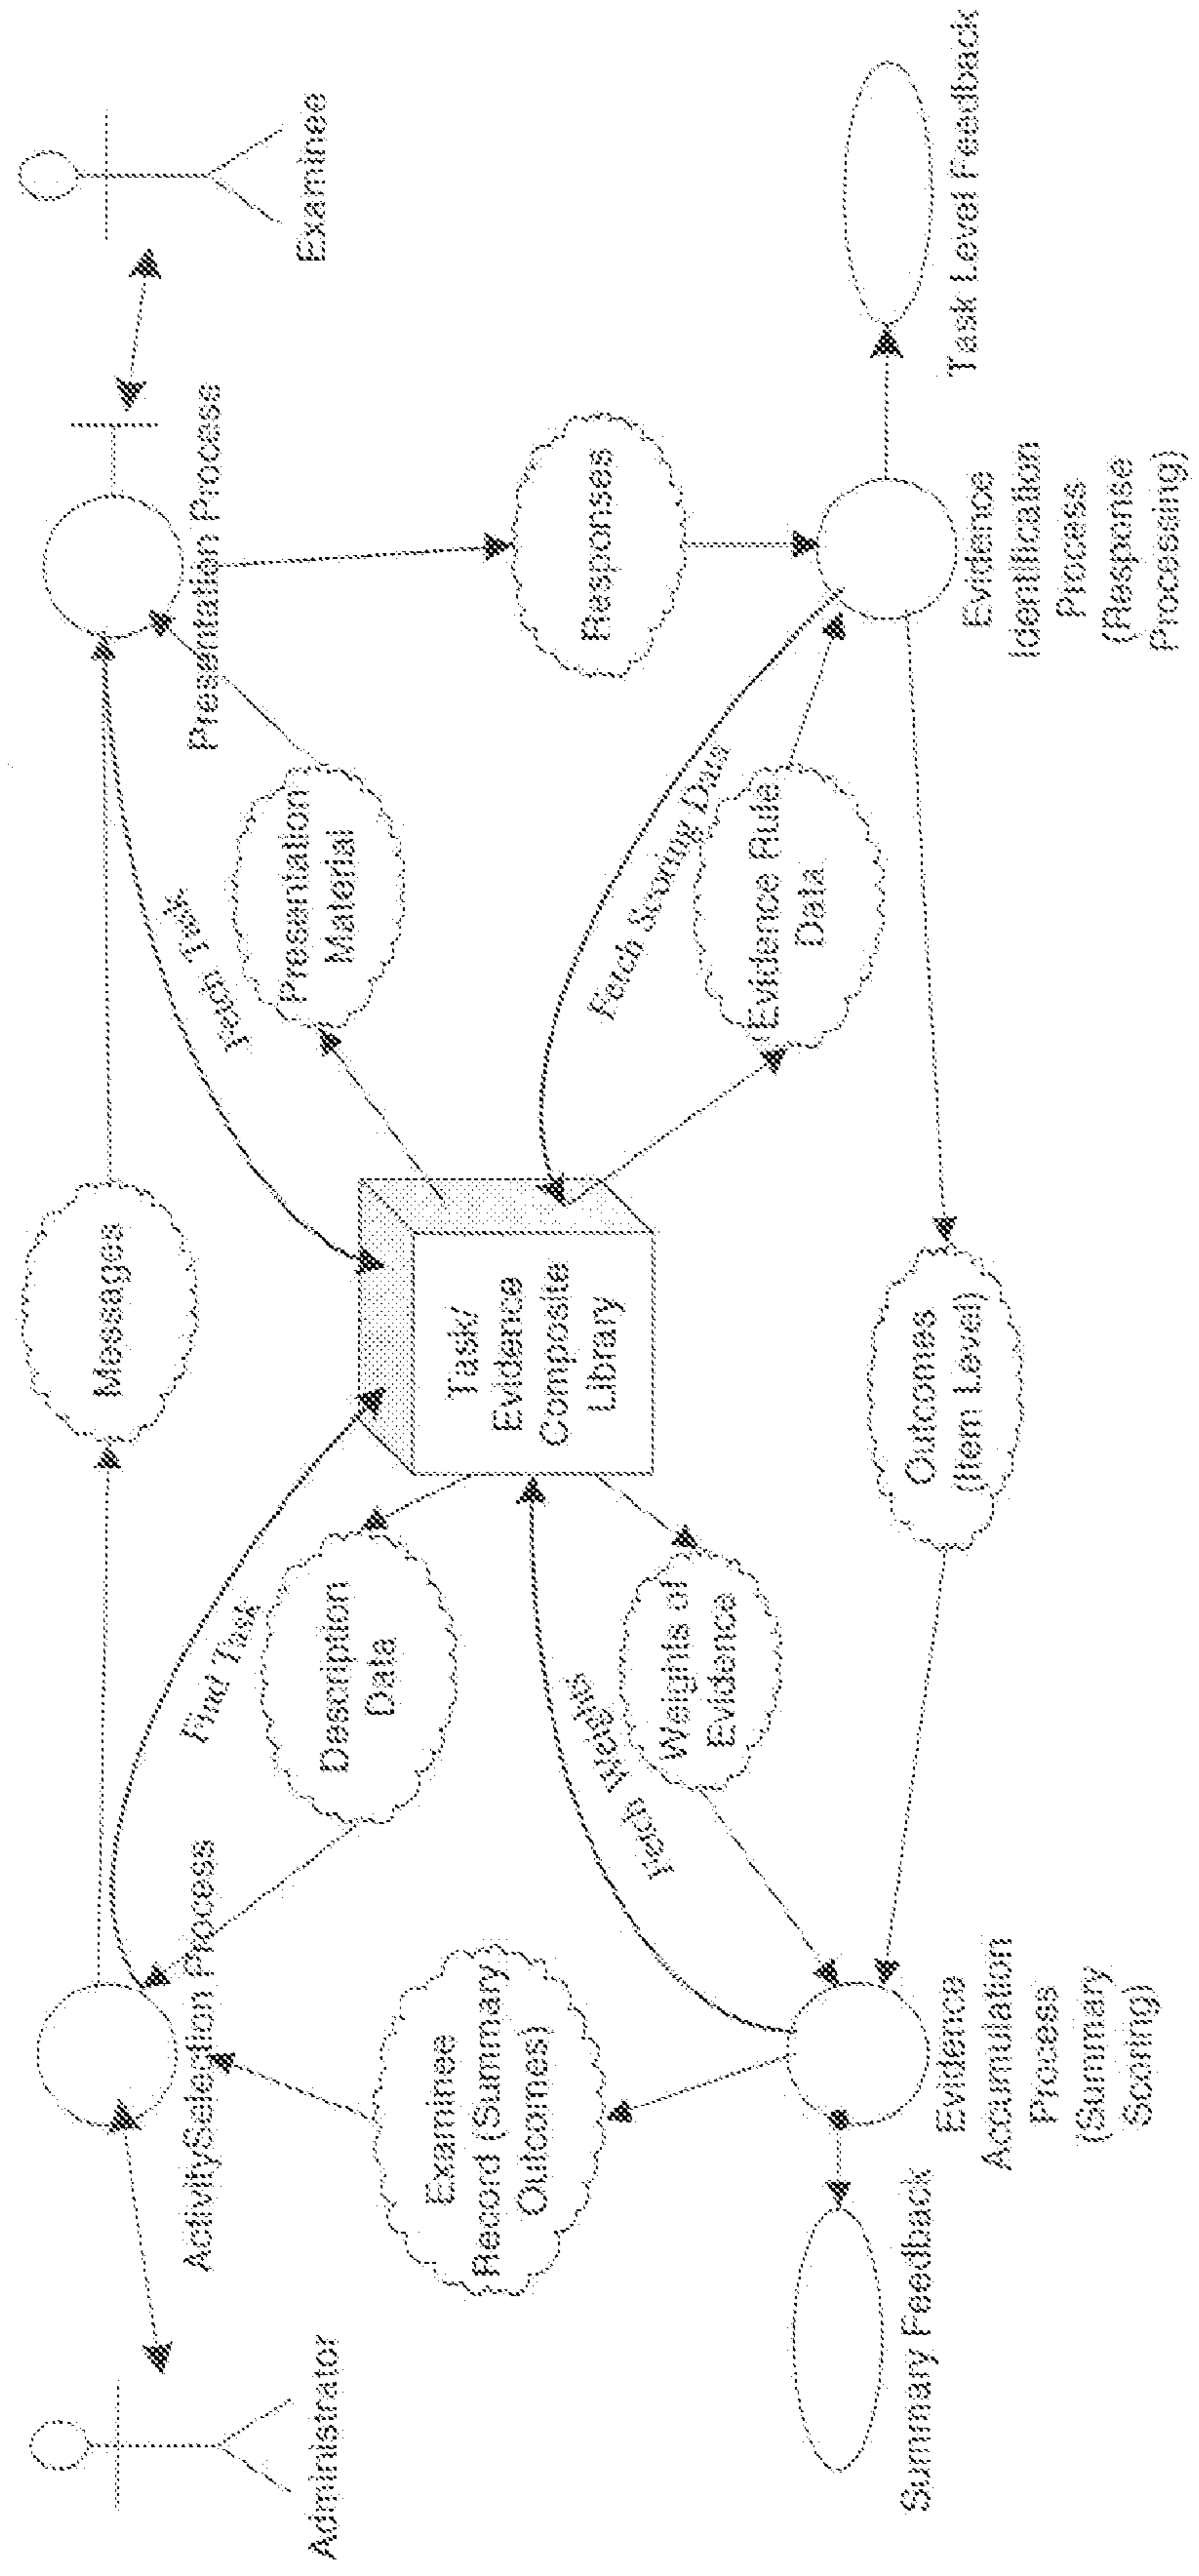 Administrator
ActivitySelection Process
Messages
Presentation Process
Examinee
Find Task
Fetch Task
Description
Data
Presentation
Material
Examinee
Record (Summary
Outcomes)
Task/
Evidence
Composite
Library
Responses
Fetch Weights
Fetch Scoring Data
Weights of
Evidence
Evidence Rule
Data
Summary Feedback
Evidence
Accumulation
Process
(Summary
Scoring)
Outcomes
(Item Level)
Evidence
Identification
Process
(Response
Processing)
Task Level Feedback